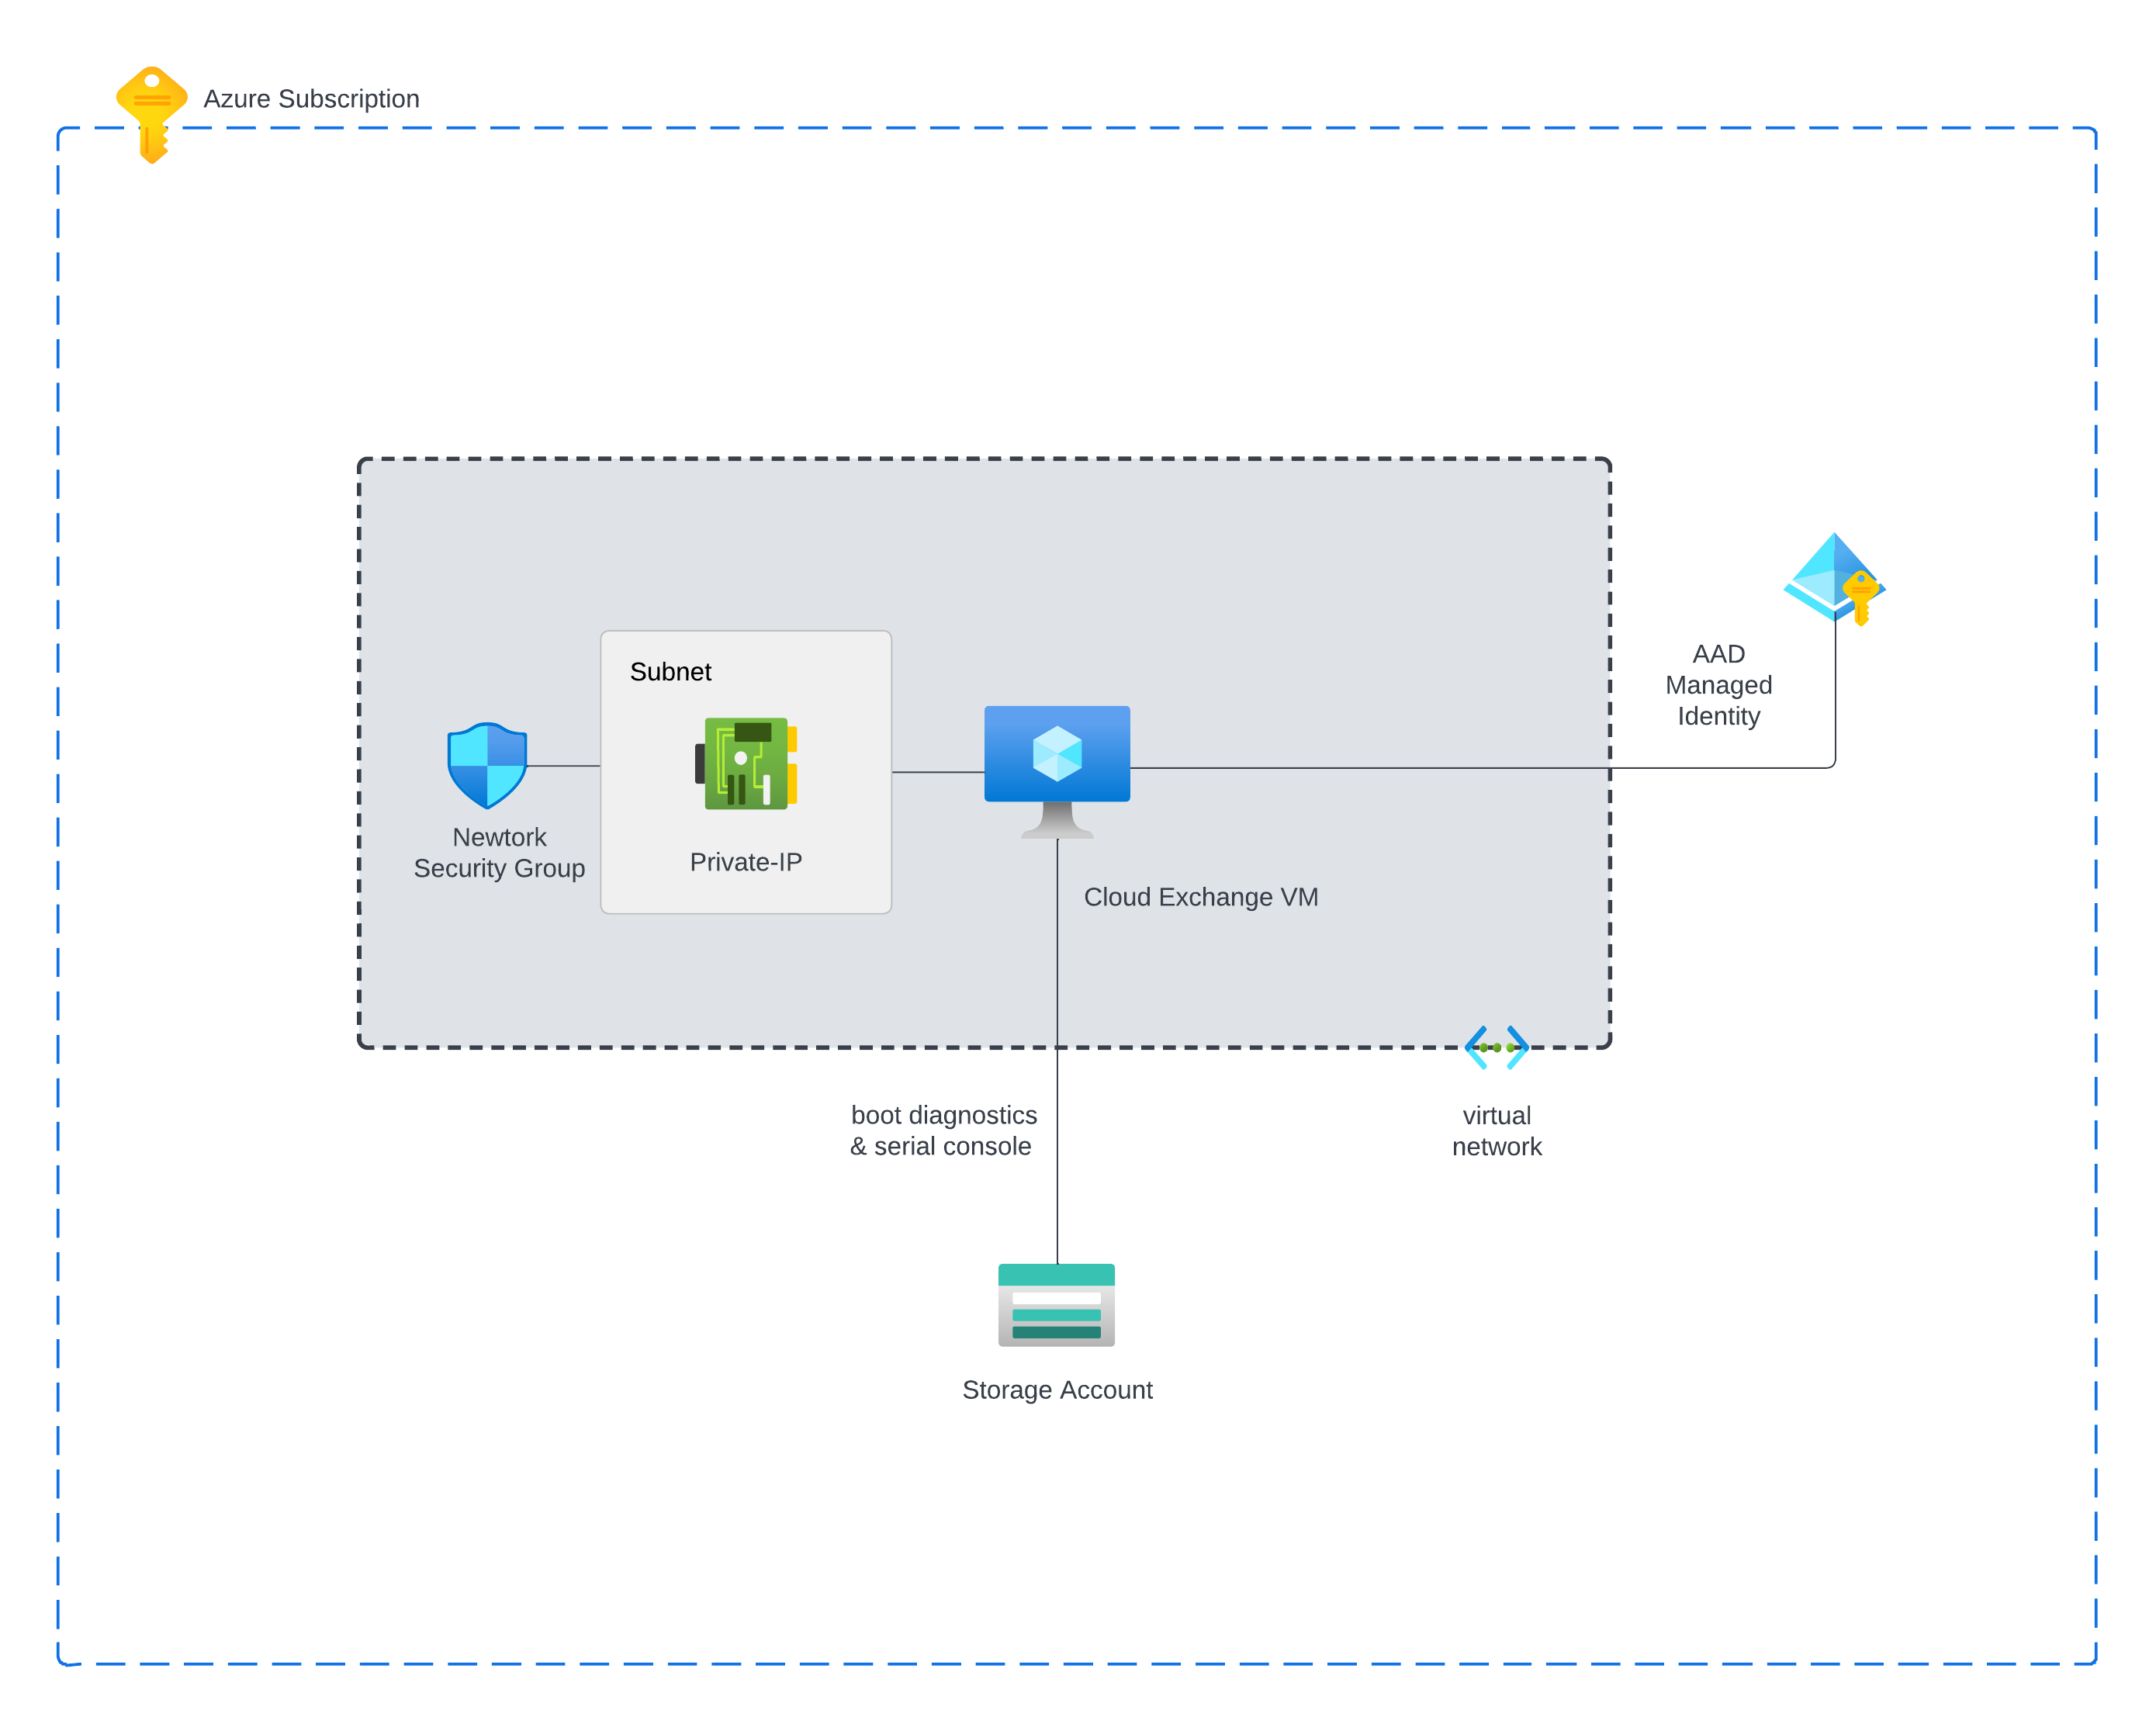 Azure Subscription
AAD
Managed
Identity
Subnet
Newtork
Security Group
Private-IP
Cloud Exchange VM
boot diagnostics
& serial console
virtual
network
Storage Account